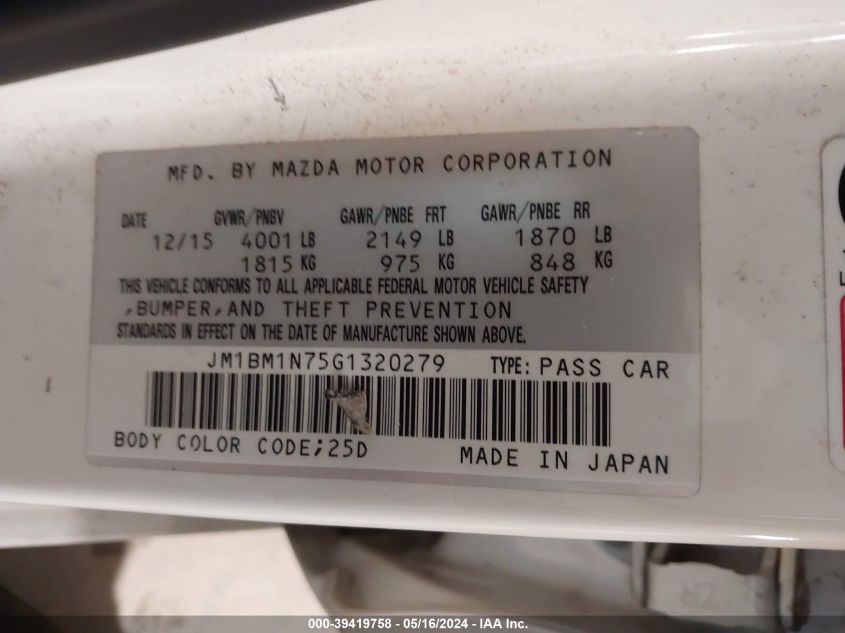 MFD. BY MAZDA MOTOR CORPORATION
DATE GVWR/PNBV GAWR/PNBE FRT GAWR/PNBE RR
12/15 4001 LB 2149 LB 1870 LB
1815 KG 975 KG 848 KG
THIS VEHICLE CONFORMS TO ALL APPLICABLE FEDERAL MOTOR VEHICLE SAFETY
,BUMPER,AND THEFT PREVENTION
STANDARDS IN EFFECT ON THE DATE OF MANUFACTURE SHOWN ABOVE.
JM1BM1N75G1320279 TYPE: PASS CAR
BODY COLOR CODE;25D
MADE IN JAPAN
000-39419758 - 05/16/2024 - IAA Inc.